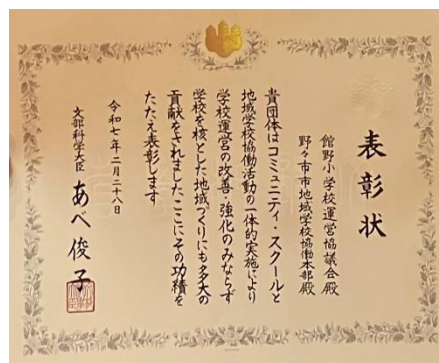 表彰状
館野小学校運営協議会殿
野々市市地域学校協働本部殿
貴団体はコミュニティ・スクールと
地域学校協働活動の一体的実施により
学校運営の改善・強化のみならず
学校を核とした地域づくりにも多大の
貢献をされましたここにその功績を
たたえ表彰します
令和七年二月二十八日
文部科学大臣 あべ俊子